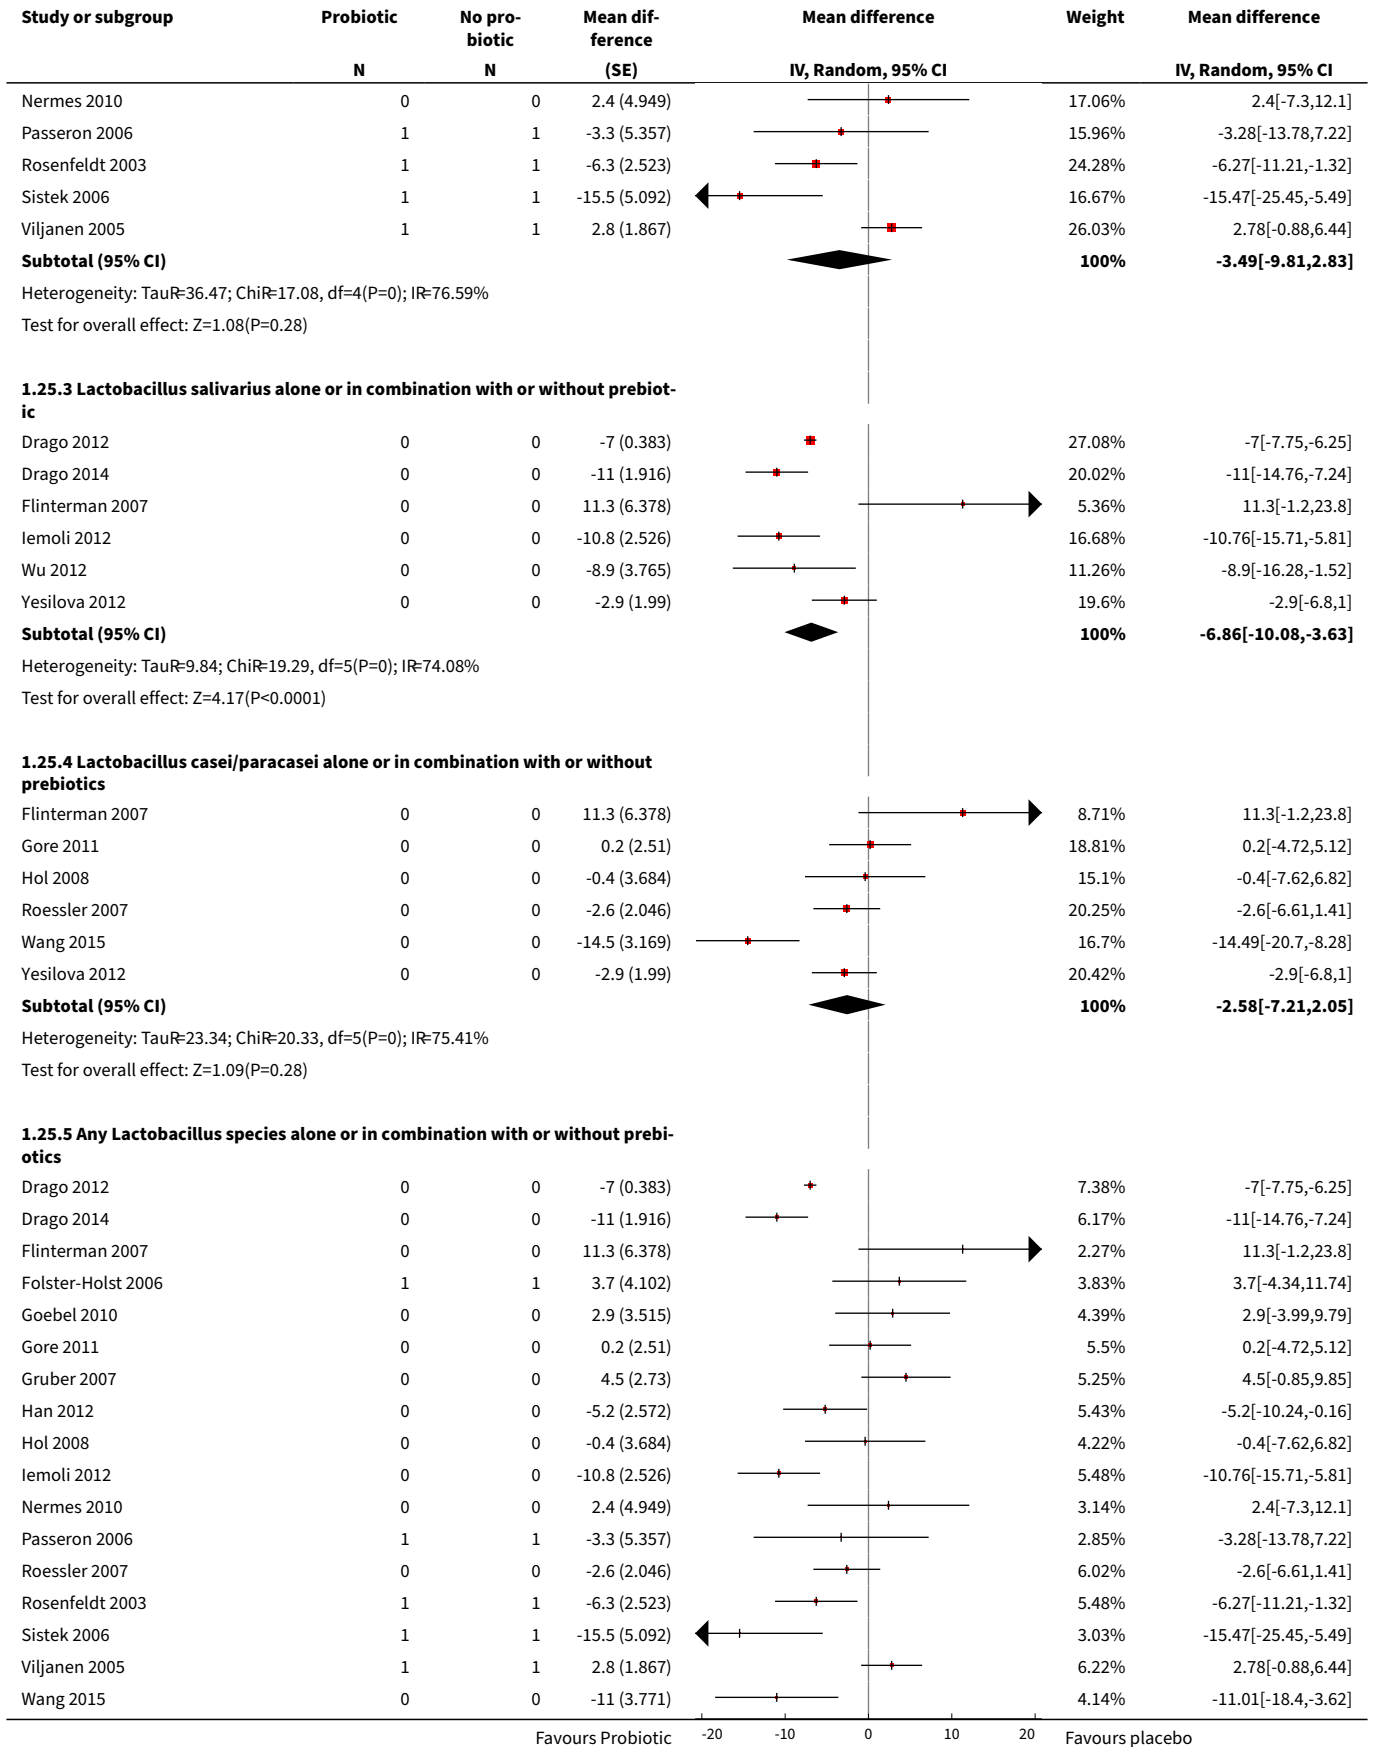 Study or subgroup Probiotic No pro- Mean dif- Mean difference Weight Mean difference
biotic ference
N N (SE) IV, Random, 95% CI IV, Random, 95% CI
Nermes 2010 0 0 2.4 (4.949) 17.06% 2.4[-7.3,12.1]
Passeron 2006 1 1 -3.3 (5.357) 15.96% -3.28[-13.78,7.22]
Rosenfeldt 2003 1 1 -6.3 (2.523) 24.28% -6.27[-11.21,-1.32]
Sistek 2006 1 1 -15.5 (5.092) 16.67% -15.47[-25.45,-5.49]
Viljanen 2005 1 1 2.8 (1.867) 26.03% 2.78[-0.88,6.44]
Subtotal (95% CI) 100% -3.49[-9.81,2.83]
Heterogeneity: TauR=36.47; ChiR=17.08, df=4(P=0); IR=76.59%
Test for overall effect: Z=1.08(P=0.28)
1.25.3 Lactobacillus salivarius alone or in combination with or without prebiot-
ic
Drago 2012 0 0 -7 (0.383) 27.08% -7[-7.75,-6.25]
Drago 2014 0 0 -11 (1.916) 20.02% -11[-14.76,-7.24]
Flinterman 2007 0 0 11.3 (6.378) 5.36% 11.3[-1.2,23.8]
Iemoli 2012 0 0 -10.8 (2.526) 16.68% -10.76[-15.71,-5.81]
Wu 2012 0 0 -8.9 (3.765) 11.26% -8.9[-16.28,-1.52]
Yesilova 2012 0 0 -2.9 (1.99) 19.6% -2.9[-6.8,1]
Subtotal (95% CI) 100% -6.86[-10.08,-3.63]
Heterogeneity: TauR=9.84; ChiR=19.29, df=5(P=0); IR=74.08%
Test for overall effect: Z=4.17(P<0.0001)
1.25.4 Lactobacillus casei/paracasei alone or in combination with or without
prebiotics
Flinterman 2007 0 0 11.3 (6.378) 8.71% 11.3[-1.2,23.8]
Gore 2011 0 0 0.2 (2.51) 18.81% 0.2[-4.72,5.12]
Hol 2008 0 0 -0.4 (3.684) 15.1% -0.4[-7.62,6.82]
Roessler 2007 0 0 -2.6 (2.046) 20.25% -2.6[-6.61,1.41]
Wang 2015 0 0 -14.5 (3.169) 16.7% -14.49[-20.7,-8.28]
Yesilova 2012 0 0 -2.9 (1.99) 20.42% -2.9[-6.8,1]
Subtotal (95% CI) 100% -2.58[-7.21,2.05]
Heterogeneity: TauR=23.34; ChiR=20.33, df=5(P=0); IR=75.41%
Test for overall effect: Z=1.09(P=0.28)
1.25.5 Any Lactobacillus species alone or in combination with or without prebi-
otics
Drago 2012 0 0 -7 (0.383) 7.38% -7[-7.75,-6.25]
Drago 2014 0 0 -11 (1.916) 6.17% -11[-14.76,-7.24]
Flinterman 2007 0 0 11.3 (6.378) 2.27% 11.3[-1.2,23.8]
Folster-Holst 2006 1 1 3.7 (4.102) 3.83% 3.7[-4.34,11.74]
Goebel 2010 0 0 2.9 (3.515) 4.39% 2.9[-3.99,9.79]
Gore 2011 0 0 0.2 (2.51) 5.5% 0.2[-4.72,5.12]
Gruber 2007 0 0 4.5 (2.73) 5.25% 4.5[-0.85,9.85]
Han 2012 0 0 -5.2 (2.572) 5.43% -5.2[-10.24,-0.16]
Hol 2008 0 0 -0.4 (3.684) 4.22% -0.4[-7.62,6.82]
Iemoli 2012 0 0 -10.8 (2.526) 5.48% -10.76[-15.71,-5.81]
Nermes 2010 0 0 2.4 (4.949) 3.14% 2.4[-7.3,12.1]
Passeron 2006 1 1 -3.3 (5.357) 2.85% -3.28[-13.78,7.22]
Roessler 2007 0 0 -2.6 (2.046) 6.02% -2.6[-6.61,1.41]
Rosenfeldt 2003 1 1 -6.3 (2.523) 5.48% -6.27[-11.21,-1.32]
Sistek 2006 1 1 -15.5 (5.092) 3.03% -15.47[-25.45,-5.49]
Viljanen 2005 1 1 2.8 (1.867) 6.22% 2.78[-0.88,6.44]
Wang 2015 0 0 -11 (3.771) 4.14% -11.01[-18.4,-3.62]
Favours Probiotic -20 -10 0 10 20 Favours placebo